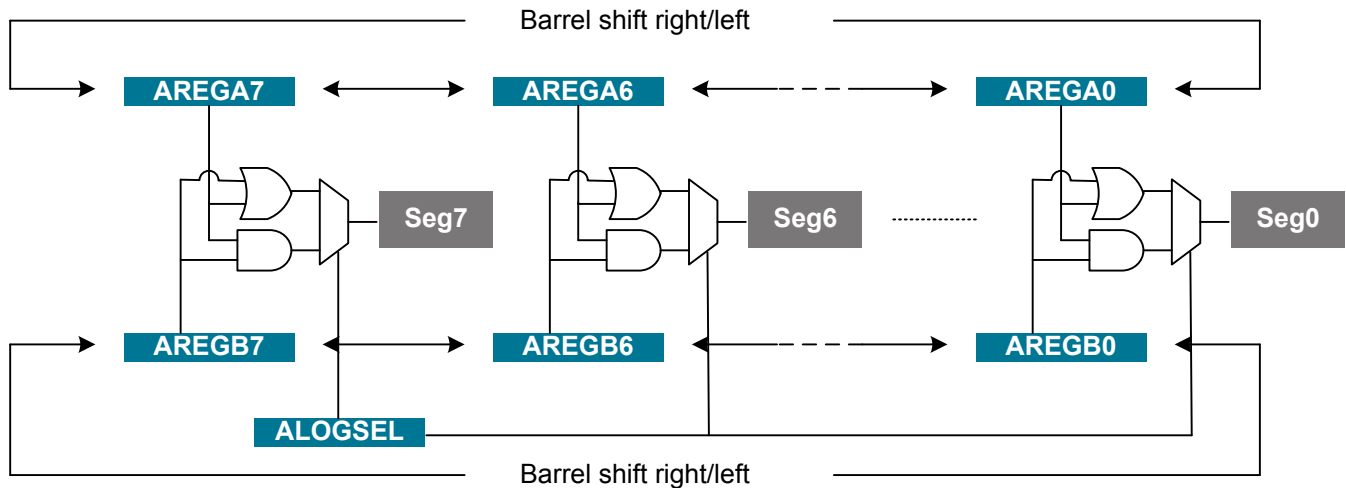 Barrel shift right/left
AREGA7
AREGA6
AREGA0
Seg7
Seg6
Seg0
AREGB7
AREGB6
AREGB0
ALOGSEL
Barrel shift right/left